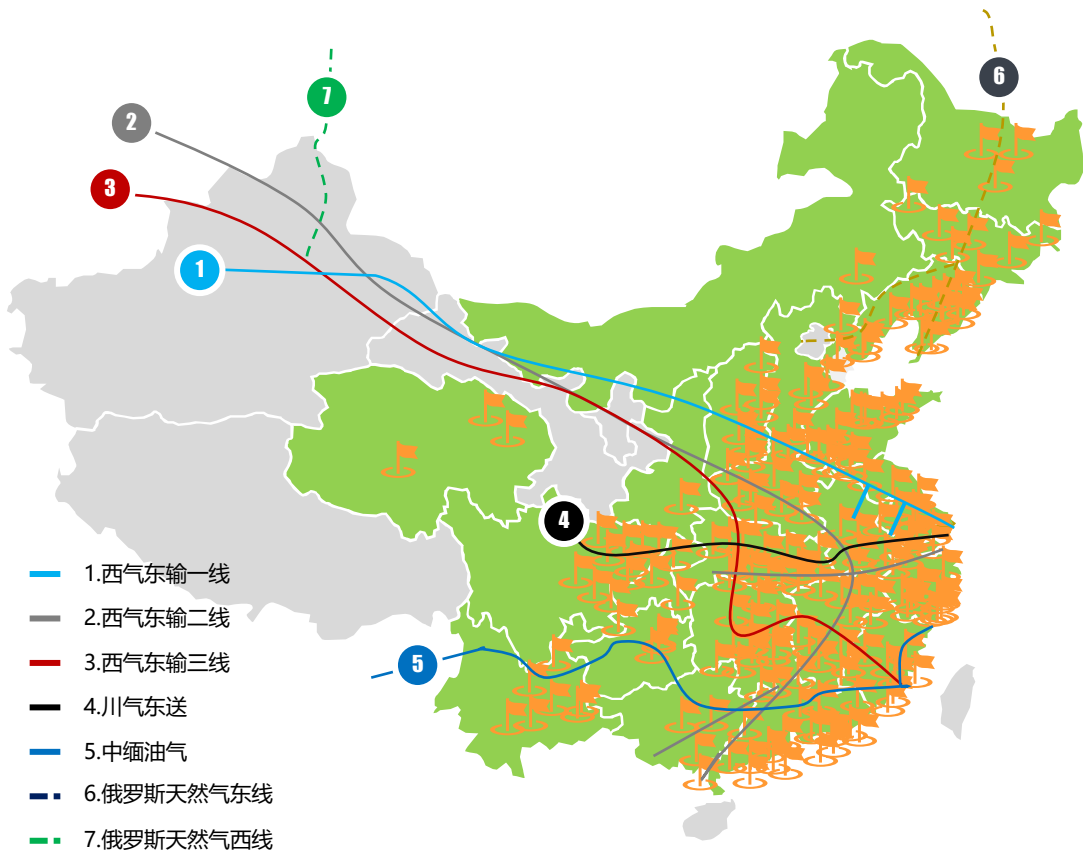 6
7
2
3
1
4
5
1.西气东输一线
2.西气东输二线
3.西气东输三线
4.川气东送
5.中缅油气
6.俄罗斯天然气东线
7.俄罗斯天然气西线